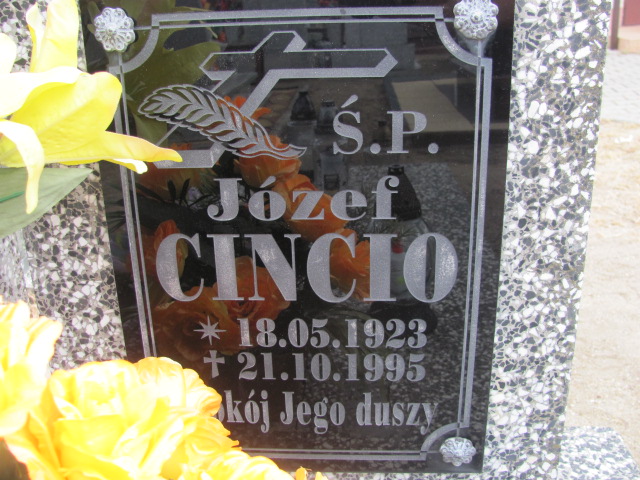 Ś.P.
Józef
CINCIO
* 18.05.1923
✝ 21.10.1995
okój Jego duszy